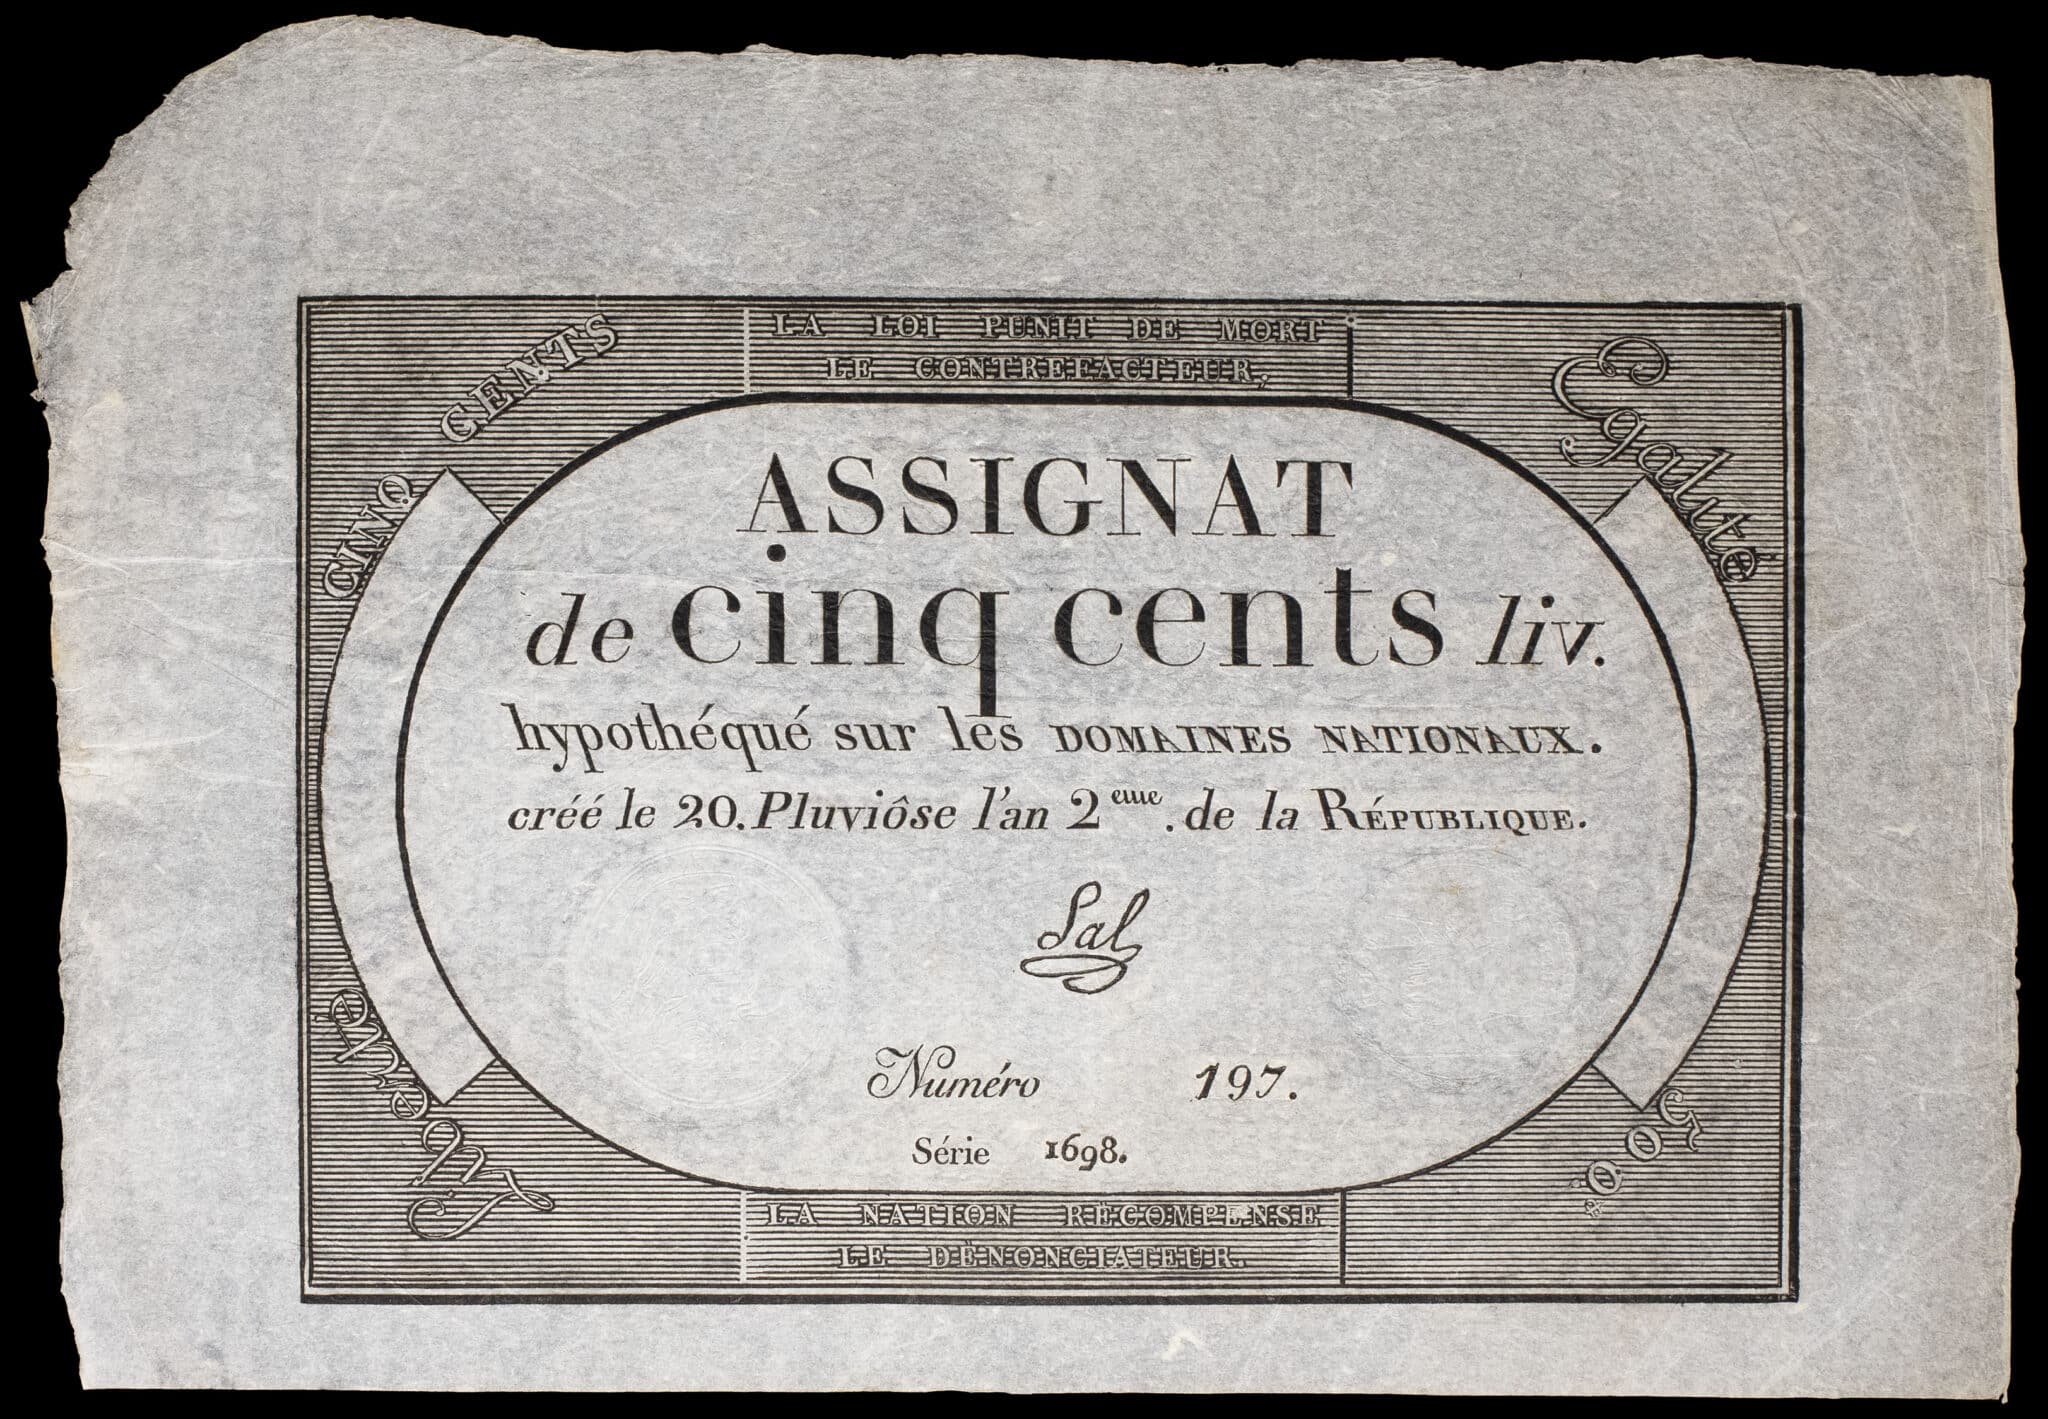 CINQ CENTS
LA LOI PUNIT DE MORT
LE CONTREFACTEUR,
Egalité
ASSIGNAT
de cinq cents liv.
hypothéqué sur les DOMAINES NATIONAUX.
créé le 20. Pluviôse l'an 2eme. de la RÉPUBLIQUE.
Sal
Numéro 197.
Série 1698.
Liberté
500.
LA NATION RÉCOMPENSE
LE DÉNONCIATEUR.